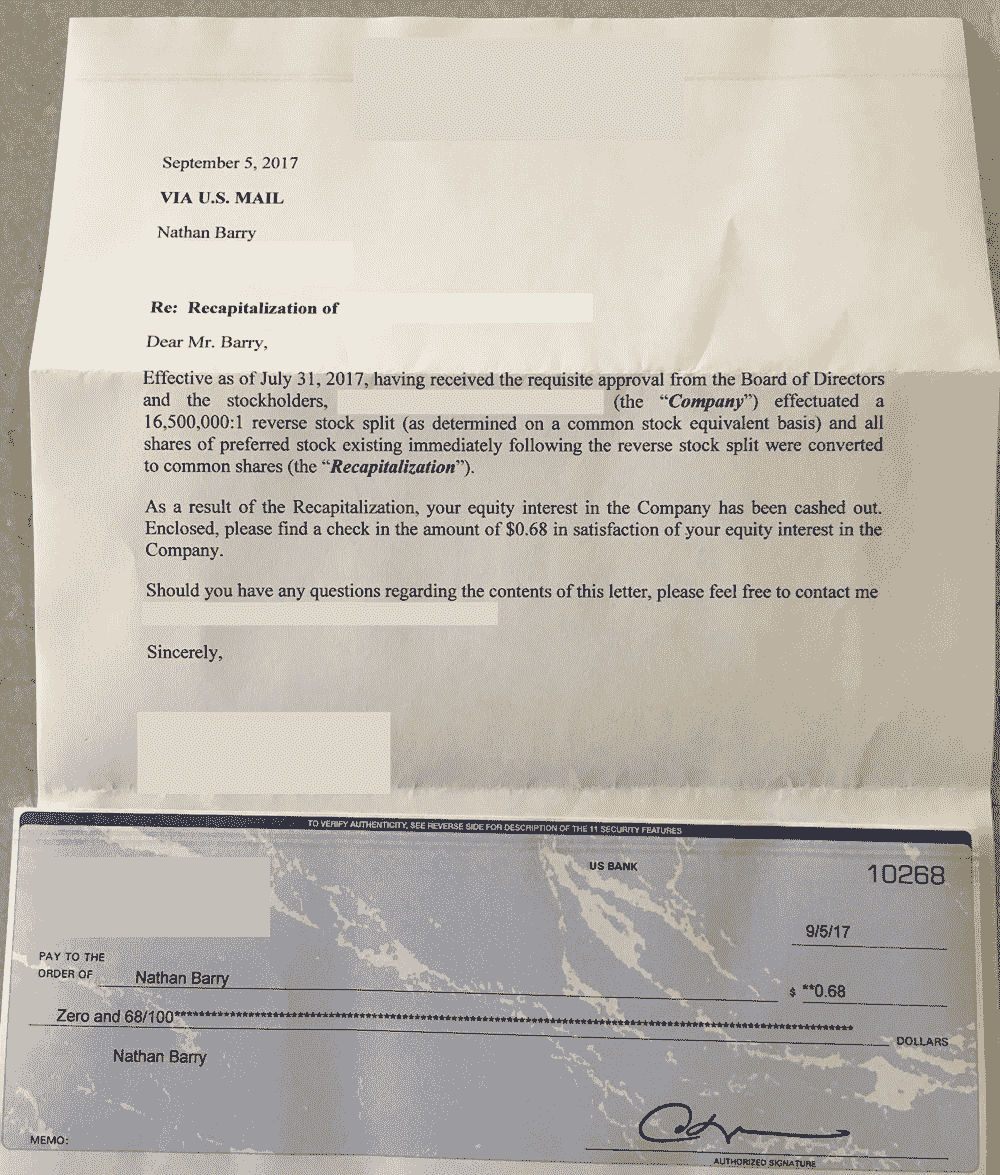 September 5, 2017
VIA U.S. MAIL
Nathan Barry
Re: Recapitalization of
Dear Mr. Barry,
Effective as of July 31, 2017, having received the requisite approval from the Board of Directors
and the stockholders, (the “Company”) effectuated a
16,500,000:1 reverse stock split (as determined on a common stock equivalent basis) and all
shares of preferred stock existing immediately following the reverse stock split were converted
to common shares (the “Recapitalization”).
As a result of the Recapitalization, your equity interest in the Company has been cashed out.
Enclosed, please find a check in the amount of $0.68 in satisfaction of your equity interest in the
Company.
Should you have any questions regarding the contents of this letter, please feel free to contact me
Sincerely,
TO VERIFY AUTHENTICITY, SEE REVERSE SIDE FOR DESCRIPTION OF THE 11 SECURITY FEATURES
US BANK
10268
9/5/17
PAY TO THE
ORDER OF Nathan Barry
$ **0.68
Zero and 68/100****************************************************************************************************
DOLLARS
Nathan Barry
MEMO:
AUTHORIZED SIGNATURE